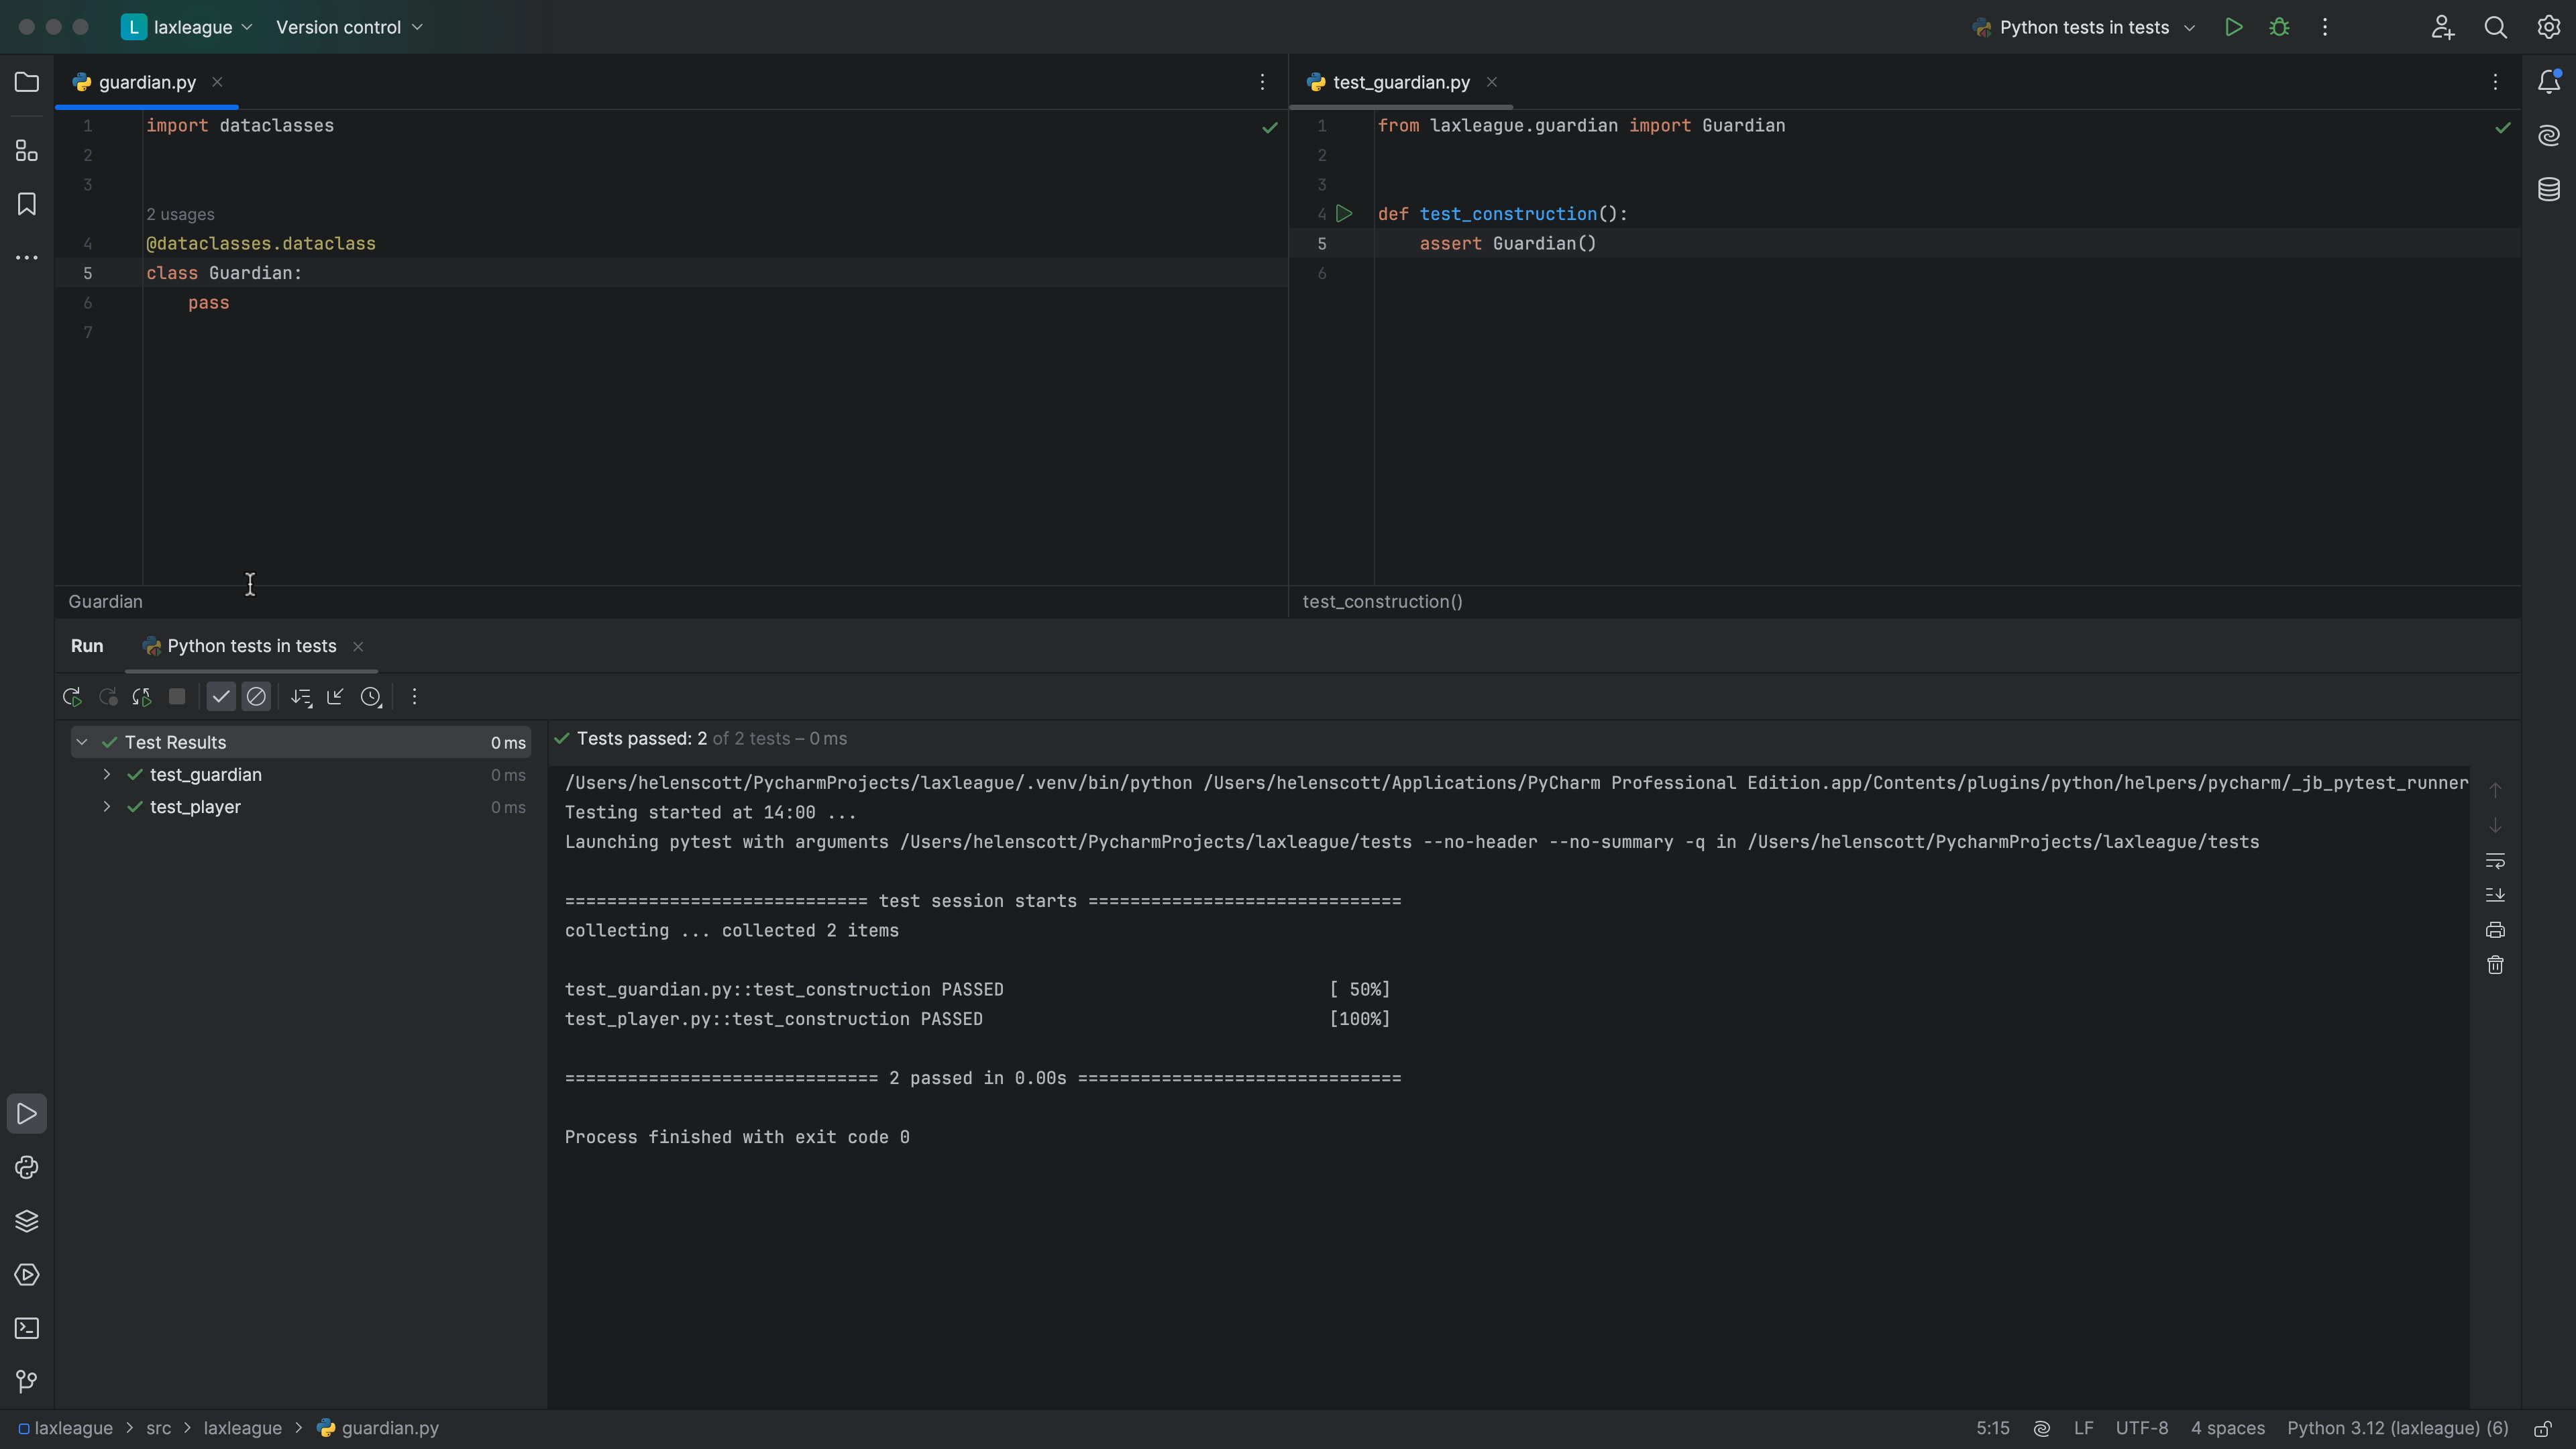 L laxleague Version control Python tests in tests
guardian.py
1 import dataclasses
2
3
2 usages
4 @dataclasses.dataclass
5 class Guardian:
6     pass
7
Guardian
test_guardian.py
1 from laxleague.guardian import Guardian
2
3
4 def test_construction():
5     assert Guardian()
6
test_construction()
Run Python tests in tests
Test Results 0 ms
test_guardian 0 ms
test_player 0 ms
Tests passed: 2 of 2 tests – 0 ms
/Users/helenscott/PycharmProjects/laxleague/.venv/bin/python /Users/helenscott/Applications/PyCharm Professional Edition.app/Contents/plugins/python/helpers/pycharm/_jb_pytest_runner
Testing started at 14:00 ...
Launching pytest with arguments /Users/helenscott/PycharmProjects/laxleague/tests --no-header --no-summary -q in /Users/helenscott/PycharmProjects/laxleague/tests
============================= test session starts ==============================
collecting ... collected 2 items
test_guardian.py::test_construction PASSED [ 50%]
test_player.py::test_construction PASSED [100%]
============================== 2 passed in 0.00s ===============================
Process finished with exit code 0
laxleague > src > laxleague > guardian.py 5:15 LF UTF-8 4 spaces Python 3.12 (laxleague) (6)